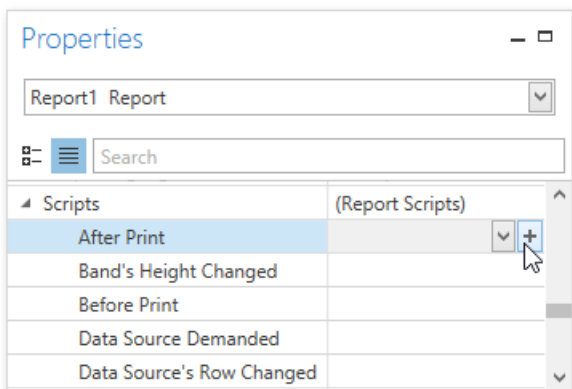 Properties
Report1 Report
Search
Scripts (Report Scripts)
After Print
Band's Height Changed
Before Print
Data Source Demanded
Data Source's Row Changed